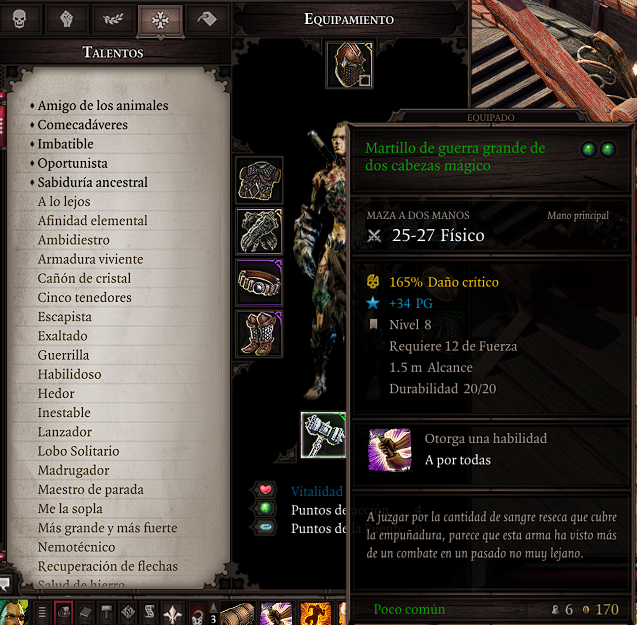 EQUIPAMIENTO
TALENTOS
Amigo de los animales
Comecadáveres
Imbatible
Oportunista
Sabiduría ancestral
A lo lejos
Afinidad elemental
Ambidiestro
Armadura viviente
Cañón de cristal
Cinco tenedores
Escapista
Exaltado
Guerrilla
Habilidoso
Hedor
Inestable
Lanzador
Lobo Solitario
Madrugador
Maestro de parada
Me la sopla
Más grande y más fuerte
Nemotécnico
Recuperación de flechas
Salud de hierro
EQUIPADO
Martillo de guerra grande de
dos cabezas mágico
MAZA A DOS MANOS
Mano principal
25-27 Físico
165% Daño crítico
+34 PG
Nivel 8
Requiere 12 de Fuerza
1.5 m Alcance
Durabilidad 20/20
Otorga una habilidad
A por todas
Vitalidad
Puntos de
Puntos de
A juzgar por la cantidad de sangre reseca que cubre
la empuñadura, parece que esta arma ha visto más
de un combate en un pasado no muy lejano.
Poco común
6
170
3